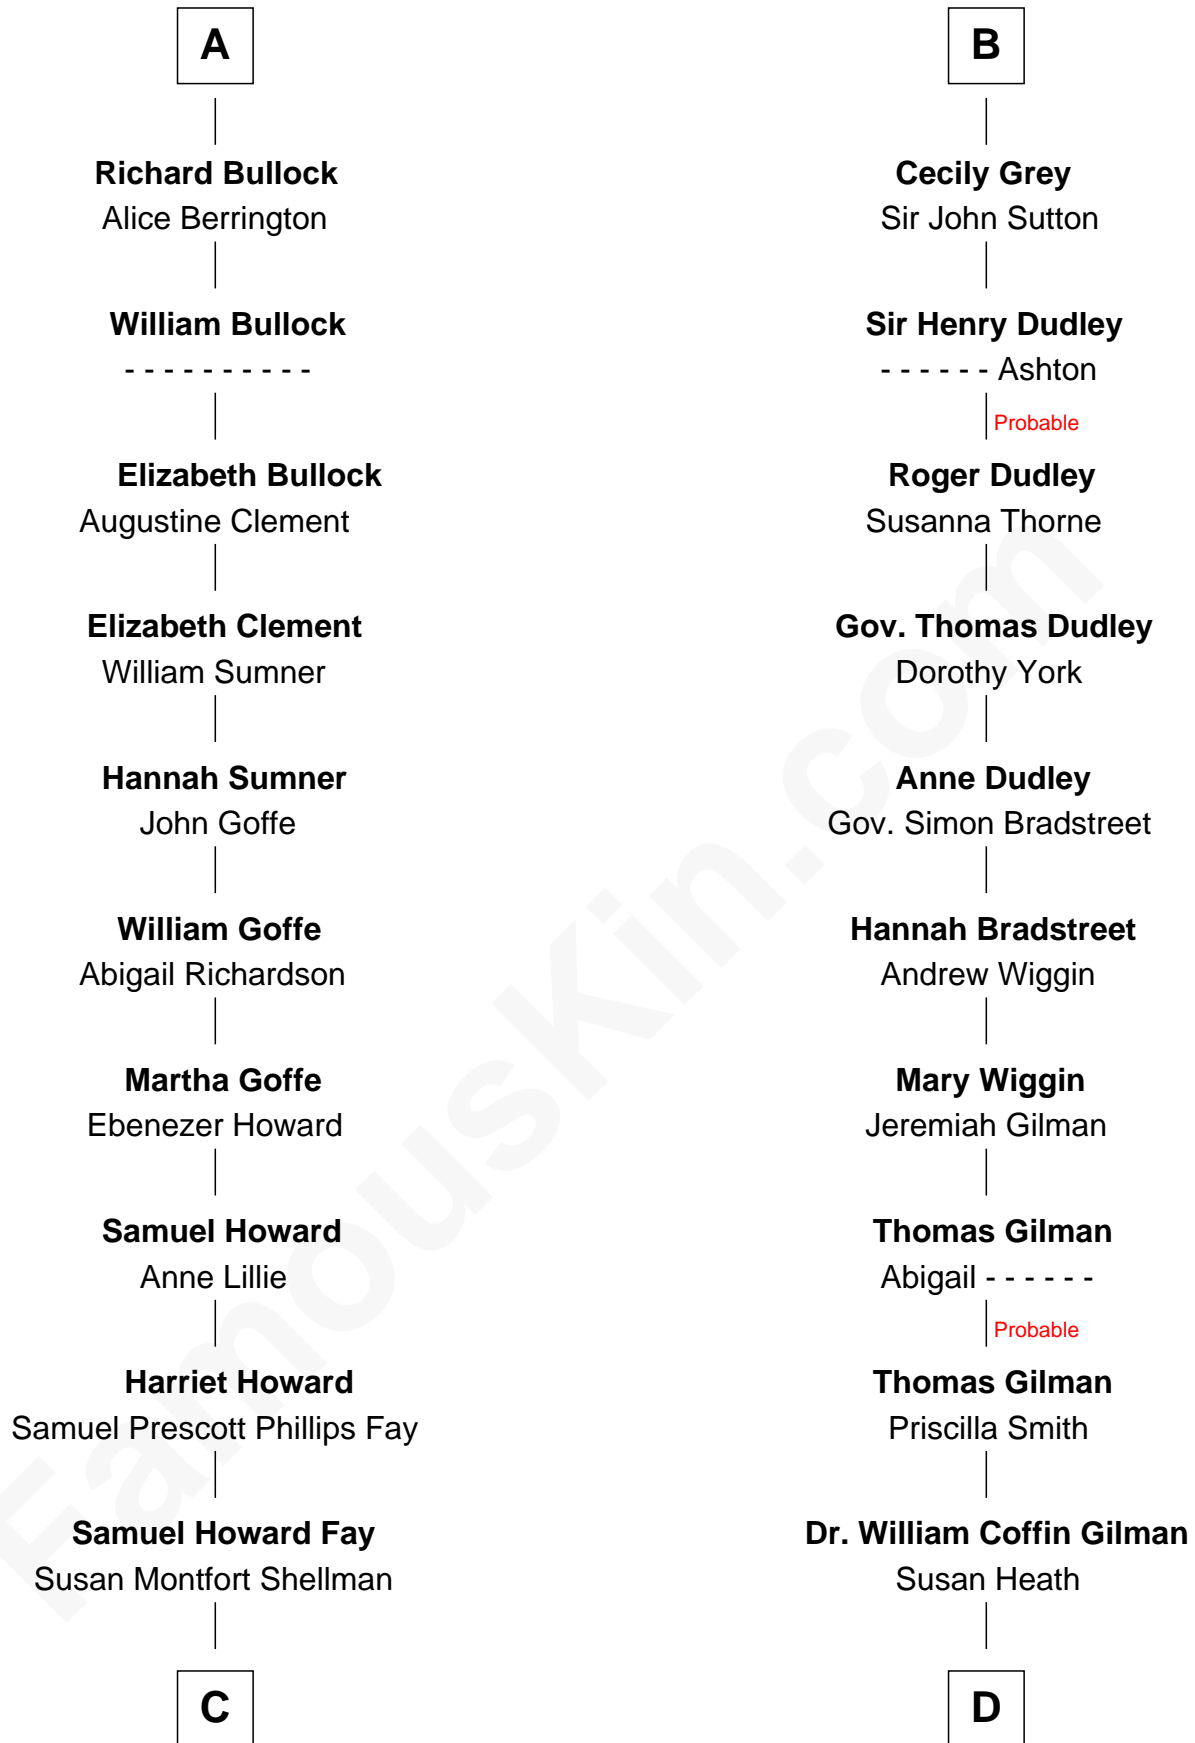 A
Richard Bullock
Alice Berrington
William Bullock
- - - - - - - - - -
Elizabeth Bullock
Augustine Clement
Elizabeth Clement
William Sumner
Hannah Sumner
John Goffe
William Goffe
Abigail Richardson
Martha Goffe
Ebenezer Howard
Samuel Howard
Anne Lillie
Harriet Howard
Samuel Prescott Phillips Fay
Samuel Howard Fay
Susan Montfort Shellman
C
B
Cecily Grey
Sir John Sutton
Sir Henry Dudley
- - - - - - Ashton
Probable
Roger Dudley
Susanna Thorne
Gov. Thomas Dudley
Dorothy York
Anne Dudley
Gov. Simon Bradstreet
Hannah Bradstreet
Andrew Wiggin
Mary Wiggin
Jeremiah Gilman
Thomas Gilman
Abigail - - - - - -
Probable
Thomas Gilman
Priscilla Smith
Dr. William Coffin Gilman
Susan Heath
D
FamousKin.com